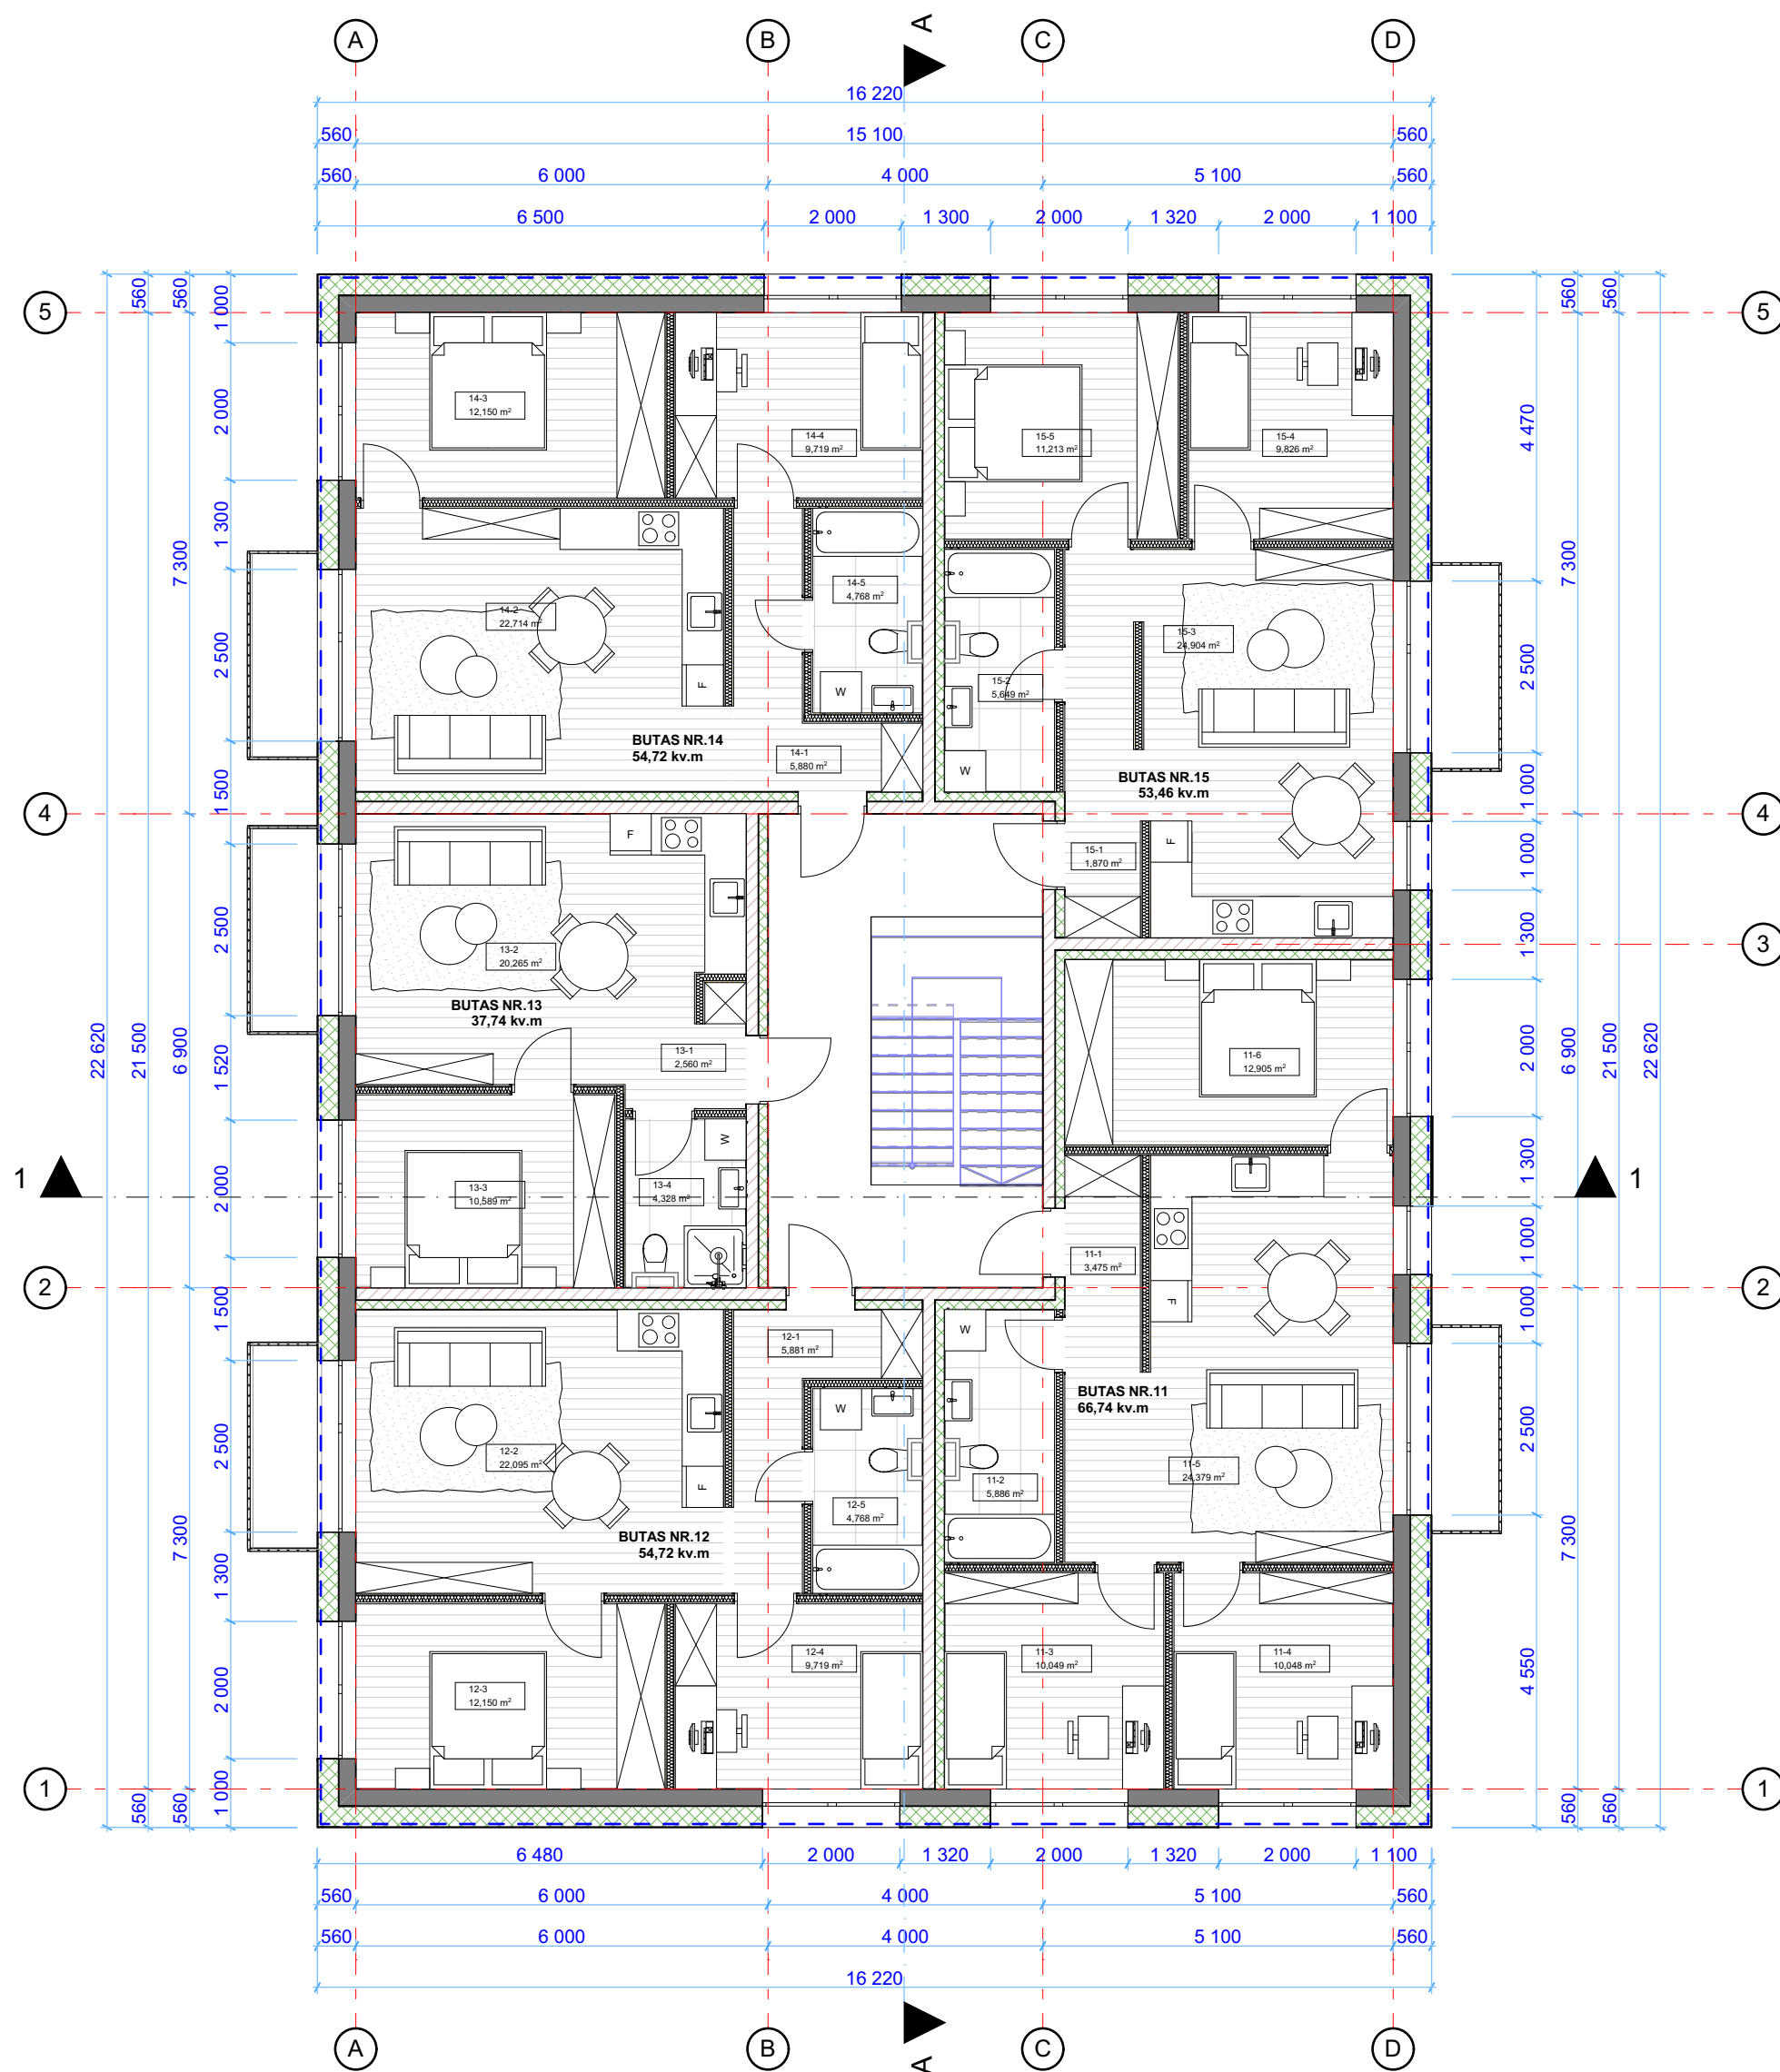 A B A C D
16 220
560 15 100 560
560 6 000 4 000 5 100 560
6 500 2 000 1 300 2 000 1 320 2 000 1 100
5 5
4 4
3
2 2
1 1
1 1
22 620
560 21 500 560
560 7 300 6 900 7 300 560
1 000 2 000 1 300 2 500 1 500 2 500 1 520 2 000 1 500 2 500 1 300 2 000 1 000
4 470 2 500 1 000 1 000 1 300 2 000 1 300 1 000 1 000 2 500 4 550
560 7 300 6 900 7 300 560
560 21 500 560
22 620
14-3
12,150 m²
14-4
9,719 m²
15-5
11,213 m²
15-4
9,826 m²
14-2
22,714 m²
14-5
4,768 m²
F
W
15-2
5,649 m²
15-3
24,904 m²
BUTAS NR.14
54,72 kv.m
14-1
5,880 m²
W
BUTAS NR.15
53,46 kv.m
F
15-1
1,870 m²
F
13-2
20,265 m²
BUTAS NR.13
37,74 kv.m
13-1
2,560 m²
11-6
12,905 m²
W
13-3
10,589 m²
13-4
4,328 m²
11-1
3,475 m²
F
12-1
5,881 m²
W
BUTAS NR.11
66,74 kv.m
W
12-2
22,095 m²
F
12-5
4,768 m²
11-2
5,886 m²
11-5
24,379 m²
BUTAS NR.12
54,72 kv.m
12-3
12,150 m²
12-4
9,719 m²
11-3
10,049 m²
11-4
10,048 m²
6 480 2 000 1 320 2 000 1 320 2 000 1 100
560 6 000 4 000 5 100 560
560 6 000 4 000 5 100 560
16 220
A B A C D